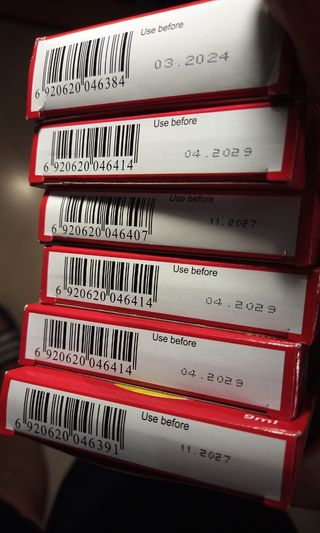 Use before
03.2024
6 920620 046384
Use before
04.2029
6 920620 046414
Use before
11.2027
6 920620 046407
Use before
04.2029
6 920620 046414
Use before
04.2029
6 920620 046414
9ml
Use before
11.2027
6 920620 046391